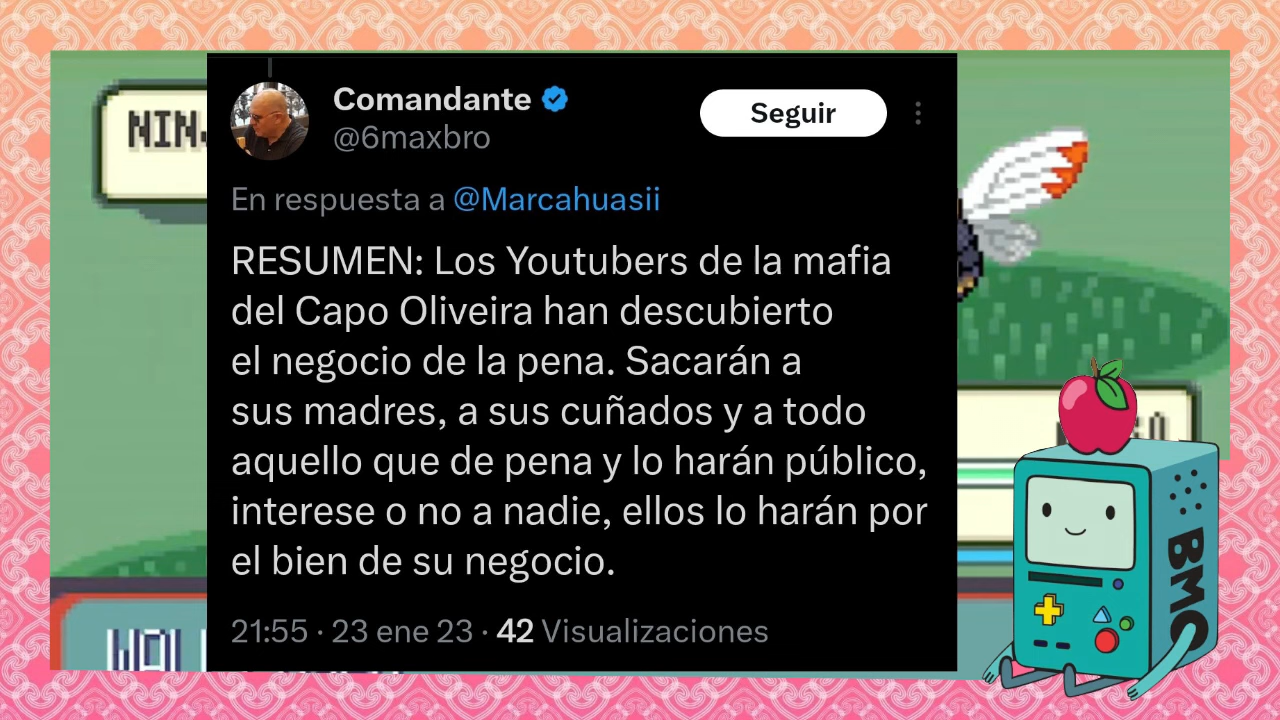 Comandante
Seguir
@6maxbro
En respuesta a @Marcahuasii
RESUMEN: Los Youtubers de la mafia
del Capo Oliveira han descubierto
el negocio de la pena. Sacarán a
sus madres, a sus cuñados y a todo
aquello que de pena y lo harán público,
interese o no a nadie, ellos lo harán por
el bien de su negocio.
21:55 · 23 ene 23 · 42 Visualizaciones
BMO